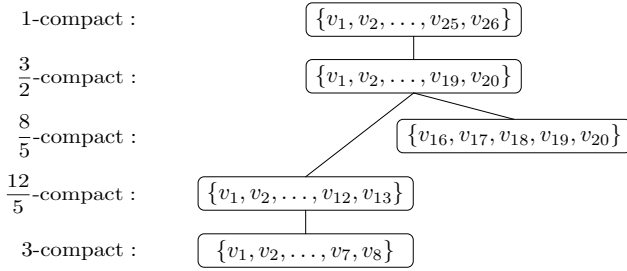 1-compact : {v₁, v₂, . . . , v₂₅, v₂₆}
3/2-compact : {v₁, v₂, . . . , v₁₉, v₂₀}
8/5-compact : {v₁₆, v₁₇, v₁₈, v₁₉, v₂₀}
12/5-compact : {v₁, v₂, . . . , v₁₂, v₁₃}
3-compact : {v₁, v₂, . . . , v₇, v₈}